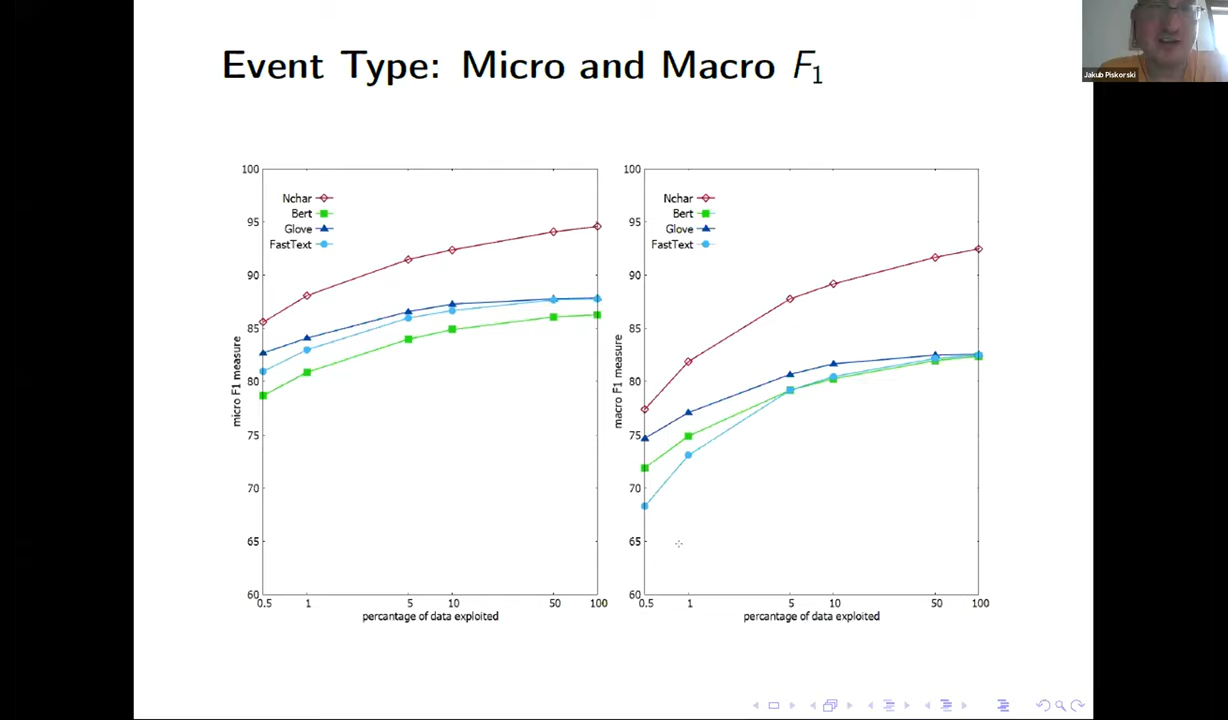 Event Type: Micro and Macro F1
Jakub Piskorski
100
95
90
85
80
75
70
65
60
micro F1 measure
Nchar
Bert
Glove
FastText
0.5 1 5 10 50 100
percentage of data exploited
100
95
90
85
80
75
70
65
60
macro F1 measure
Nchar
Bert
Glove
FastText
0.5 1 5 10 50 100
percentage of data exploited